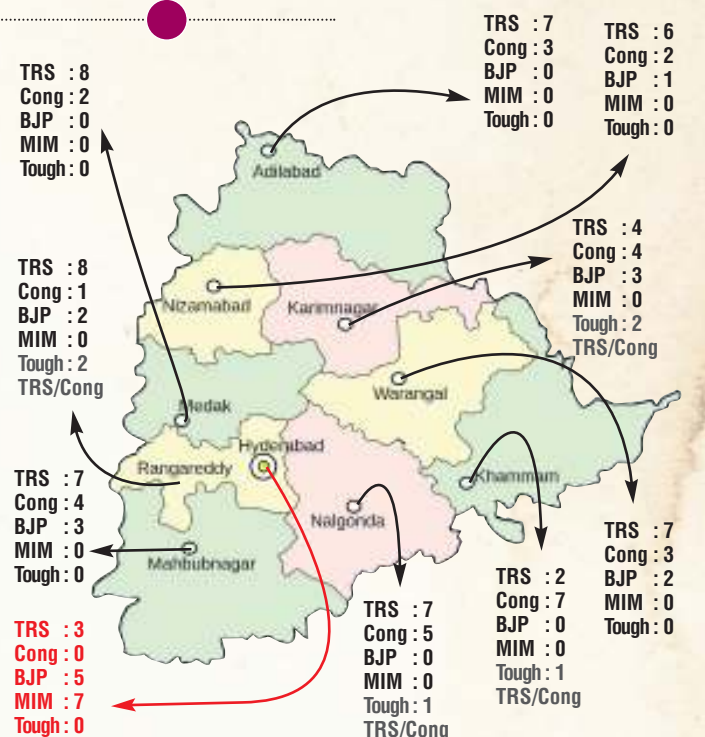 TRS : 7
Cong : 3
BJP : 0
MIM : 0
Tough : 0
TRS : 6
Cong : 2
BJP : 1
MIM : 0
Tough : 0
TRS : 8
Cong : 2
BJP : 0
MIM : 0
Tough : 0
Adilabad
TRS : 4
Cong : 4
BJP : 3
MIM : 0
Tough : 2
TRS/Cong
TRS : 8
Cong : 1
BJP : 2
MIM : 0
Tough : 2
TRS/Cong
Nizamabad
Karimnagar
Warangal
Medak
Hyderabad
Rangareddy
Khammam
Nalgonda
Mahbubnagar
TRS : 7
Cong : 4
BJP : 3
MIM : 0
Tough : 0
TRS : 7
Cong : 3
BJP : 2
MIM : 0
Tough : 0
TRS : 2
Cong : 7
BJP : 0
MIM : 0
Tough : 1
TRS/Cong
TRS : 7
Cong : 5
BJP : 0
MIM : 0
Tough : 1
TRS/Cong
TRS : 3
Cong : 0
BJP : 5
MIM : 7
Tough : 0